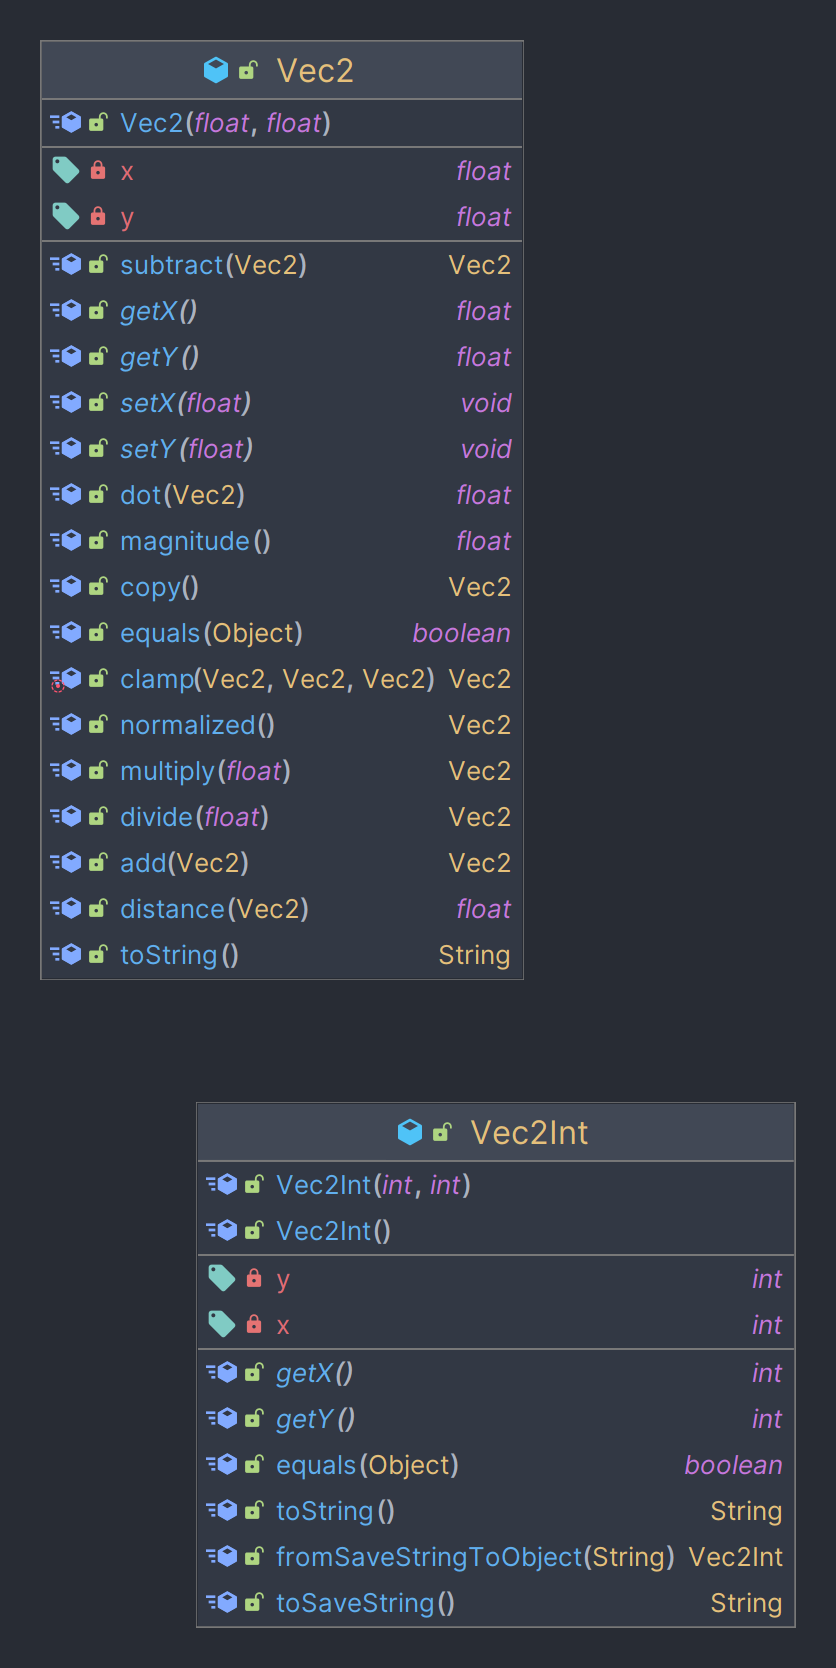 Vec2
Vec2(float, float)
x float
y float
subtract(Vec2) Vec2
getX() float
getY() float
setX(float) void
setY(float) void
dot(Vec2) float
magnitude() float
copy() Vec2
equals(Object) boolean
clamp(Vec2, Vec2, Vec2) Vec2
normalized() Vec2
multiply(float) Vec2
divide(float) Vec2
add(Vec2) Vec2
distance(Vec2) float
toString() String
Vec2Int
Vec2Int(int, int)
Vec2Int()
y int
x int
getX() int
getY() int
equals(Object) boolean
toString() String
fromSaveStringToObject(String) Vec2Int
toSaveString() String